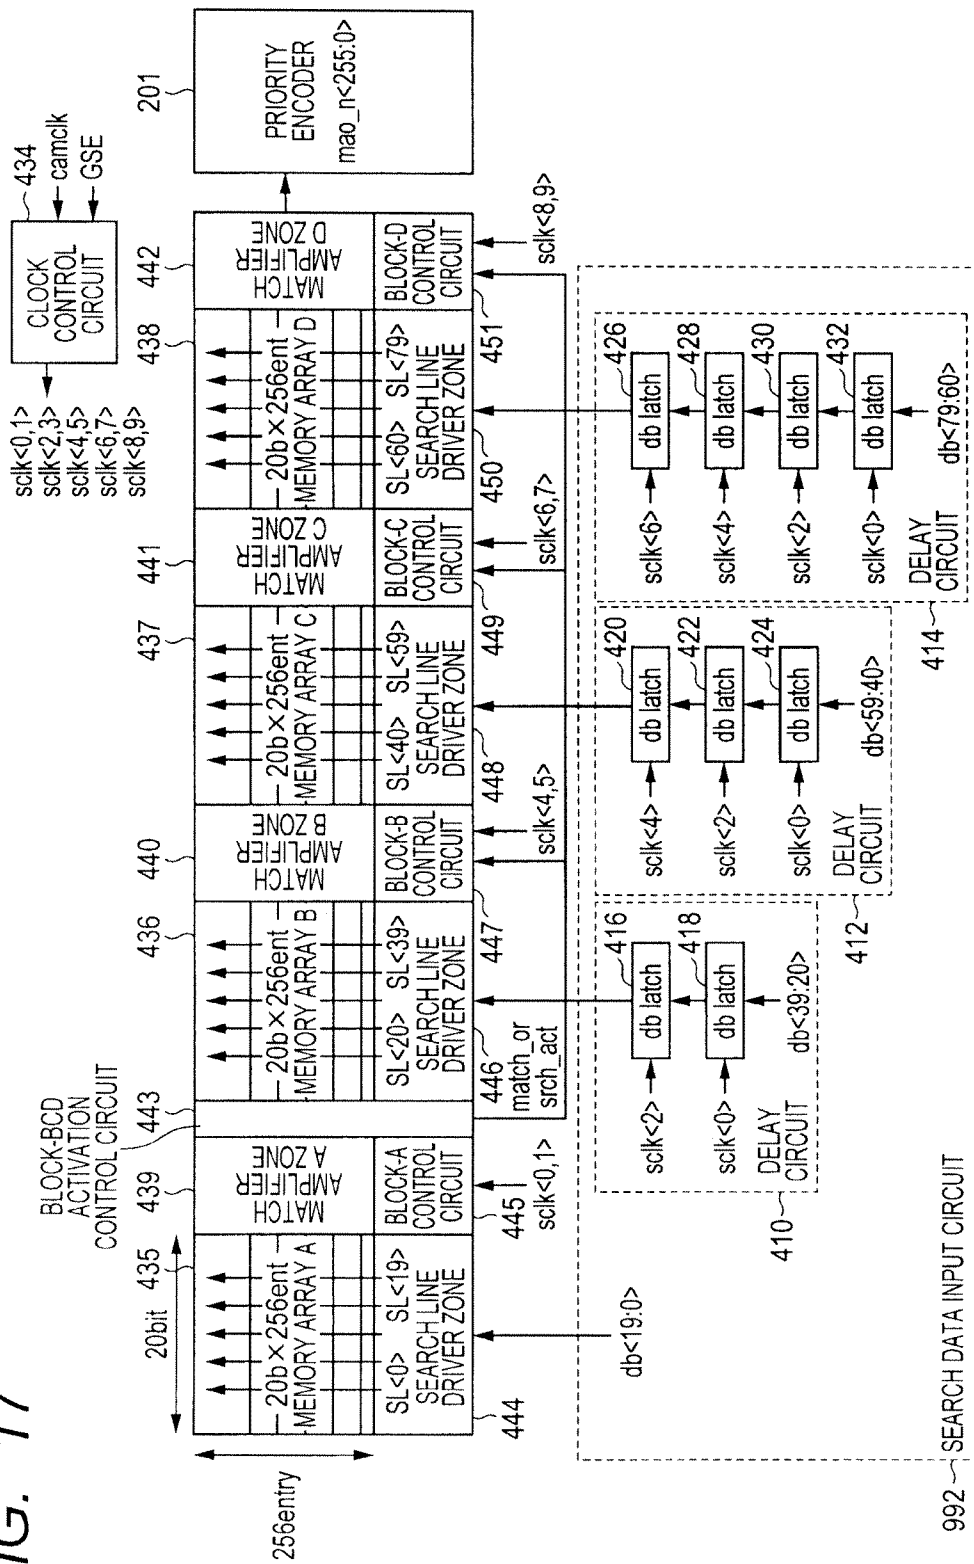 IG. 17
256entry
20bit
435
439
BLOCK-BCD
ACTIVATION
CONTROL CIRCUIT
443
436
440
437
441
438
442
201
CLOCK
CONTROL
CIRCUIT
434
camclk
GSE
sclk<0,1>
sclk<2,3>
sclk<4,5>
sclk<6,7>
sclk<8,9>
20b×256ent
MEMORY ARRAY A
SL<0>
SL<19>
SEARCH LINE
DRIVER ZONE
444
MATCH
AMPLIFIER
A ZONE
BLOCK-A
CONTROL
CIRCUIT
445
sclk<0,1>
20b×256ent
MEMORY ARRAY B
SL<20>
SL<39>
SEARCH LINE
DRIVER ZONE
446
match_or
srch_act
MATCH
AMPLIFIER
B ZONE
BLOCK-B
CONTROL
CIRCUIT
447
sclk<4,5>
20b×256ent
MEMORY ARRAY C
SL<40>
SL<59>
SEARCH LINE
DRIVER ZONE
448
MATCH
AMPLIFIER
C ZONE
BLOCK-C
CONTROL
CIRCUIT
449
sclk<6,7>
20b×256ent
MEMORY ARRAY D
SL<60>
SL<79>
SEARCH LINE
DRIVER ZONE
450
MATCH
AMPLIFIER
D ZONE
BLOCK-D
CONTROL
CIRCUIT
451
sclk<8,9>
PRIORITY
ENCODER
mao_n<255:0>
db<19:0>
sclk<2>
db latch
416
sclk<0>
db latch
418
db<39:20>
DELAY
CIRCUIT
410
sclk<4>
db latch
420
sclk<2>
db latch
422
sclk<0>
db latch
424
db<59:40>
DELAY
CIRCUIT
412
sclk<6>
db latch
426
sclk<4>
db latch
428
sclk<2>
db latch
430
sclk<0>
db latch
432
db<79:60>
DELAY
CIRCUIT
414
992
SEARCH DATA INPUT CIRCUIT